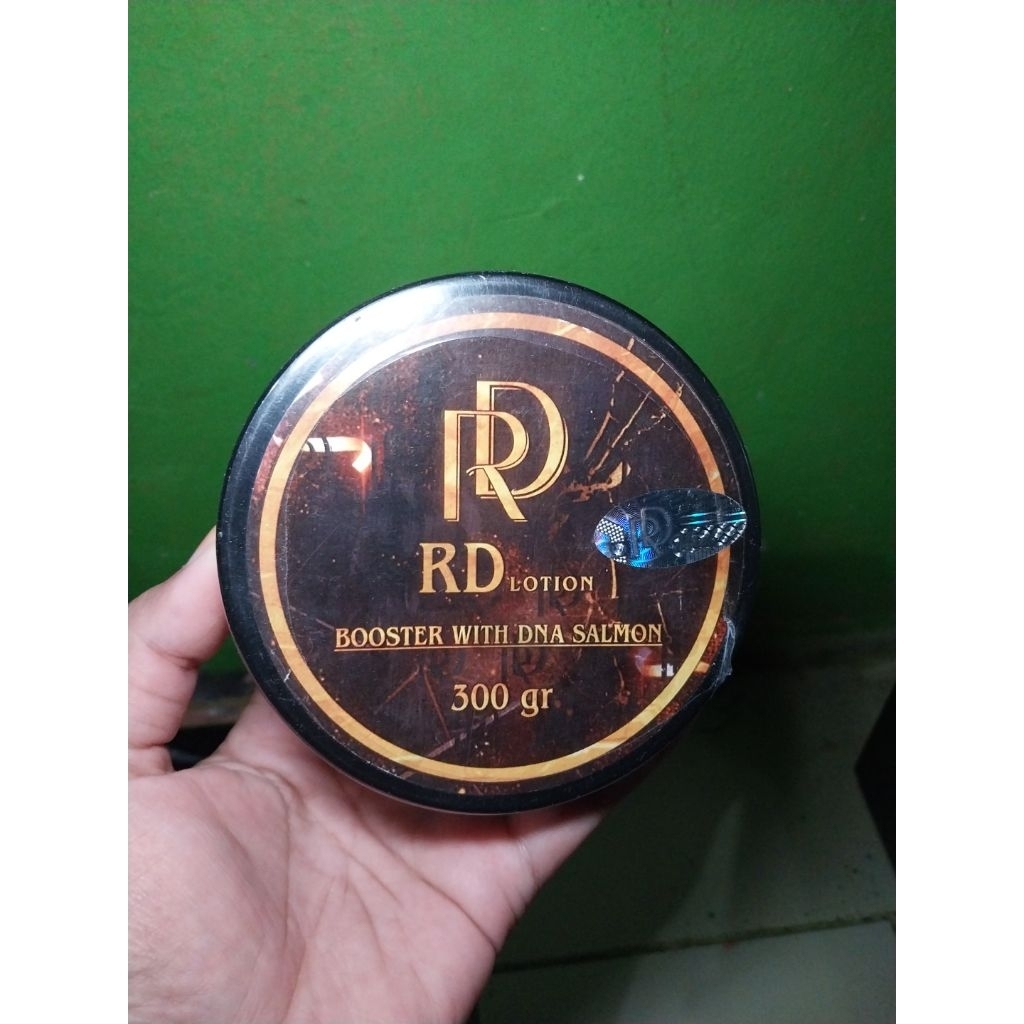 RD
RD LOTION
BOOSTER WITH DNA SALMON
300 gr